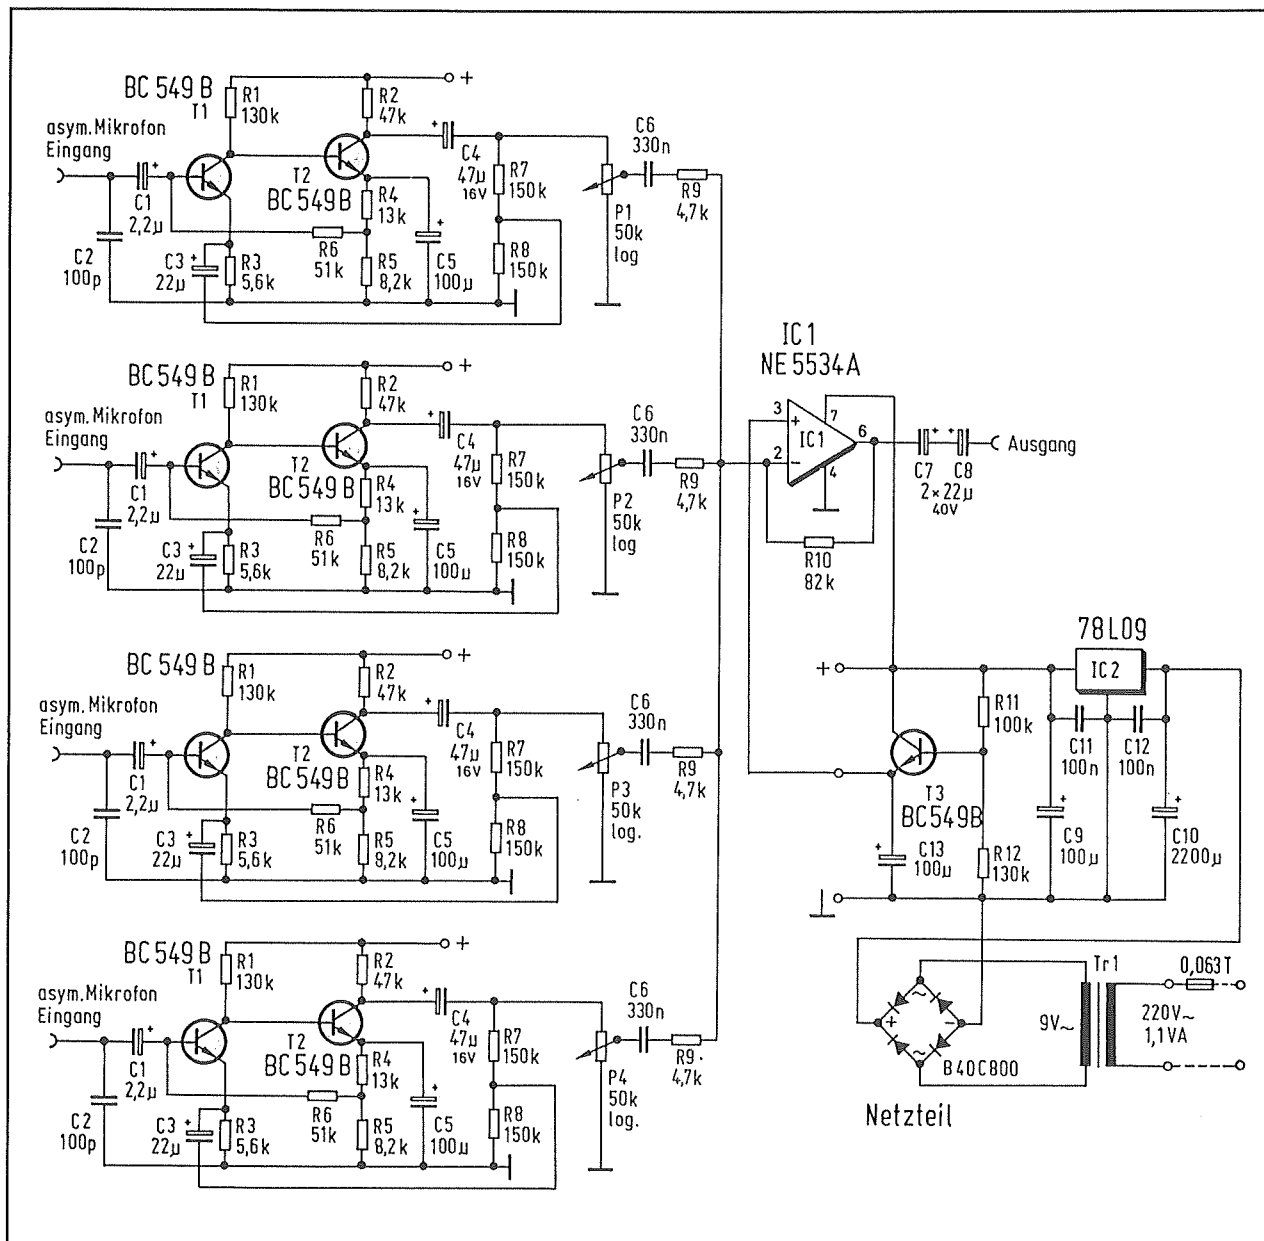 BC 549 B
T1
R1
130k
R2
47k
+
asym.Mikrofon
Eingang
+
C1
2,2µ
C2
100p
T2
BC 549 B
R4
13k
R6
51k
R5
8,2k
+
C3
22µ
R3
5,6k
+
C5
100µ
+
C4
47µ
16V
R7
150k
R8
150k
P1
50k
log
C6
330n
R9
4,7k
BC 549 B
T1
R1
130k
R2
47k
+
asym.Mikrofon
Eingang
+
C1
2,2µ
C2
100p
T2
BC 549 B
R4
13k
R6
51k
R5
8,2k
+
C3
22µ
R3
5,6k
+
C5
100µ
+
C4
47µ
16V
R7
150k
R8
150k
P2
50k
log
C6
330n
R9
4,7k
BC 549 B
R1
130k
R2
47k
+
asym.Mikrofon
Eingang
+
C1
2,2µ
C2
100p
T2
BC 549B
R4
13k
R6
51k
R5
8,2k
+
C3
22µ
R3
5,6k
+
C5
100µ
+
C4
47µ
16V
R7
150k
R8
150k
P3
50k
log.
C6
330n
R9
4,7k
BC 549 B
T1
R1
130k
R2
47k
+
asym.Mikrofon
Eingang
+
C1
2,2µ
C2
100p
T2
BC 549B
R4
13k
R6
51k
R5
8,2k
+
C3
22µ
R3
5,6k
+
C5
100µ
+
C4
47µ
16V
R7
150k
R8
150k
P4
50k
log.
C6
330n
R9.
4,7k
IC1
NE5534A
3
+
7
IC1
6
2
−
4
+
+
Ausgang
C7
C8
2×22µ
40V
R10
82k
78L09
IC2
+
R11
100k
C11
100n
C12
100n
T3
BC549B
+
C13
100µ
R12
130k
+
C9
100µ
+
C10
2200µ
~
+
−
~
B40C800
9V~
Tr1
0,063T
220V~
1,1VA
Netzteil